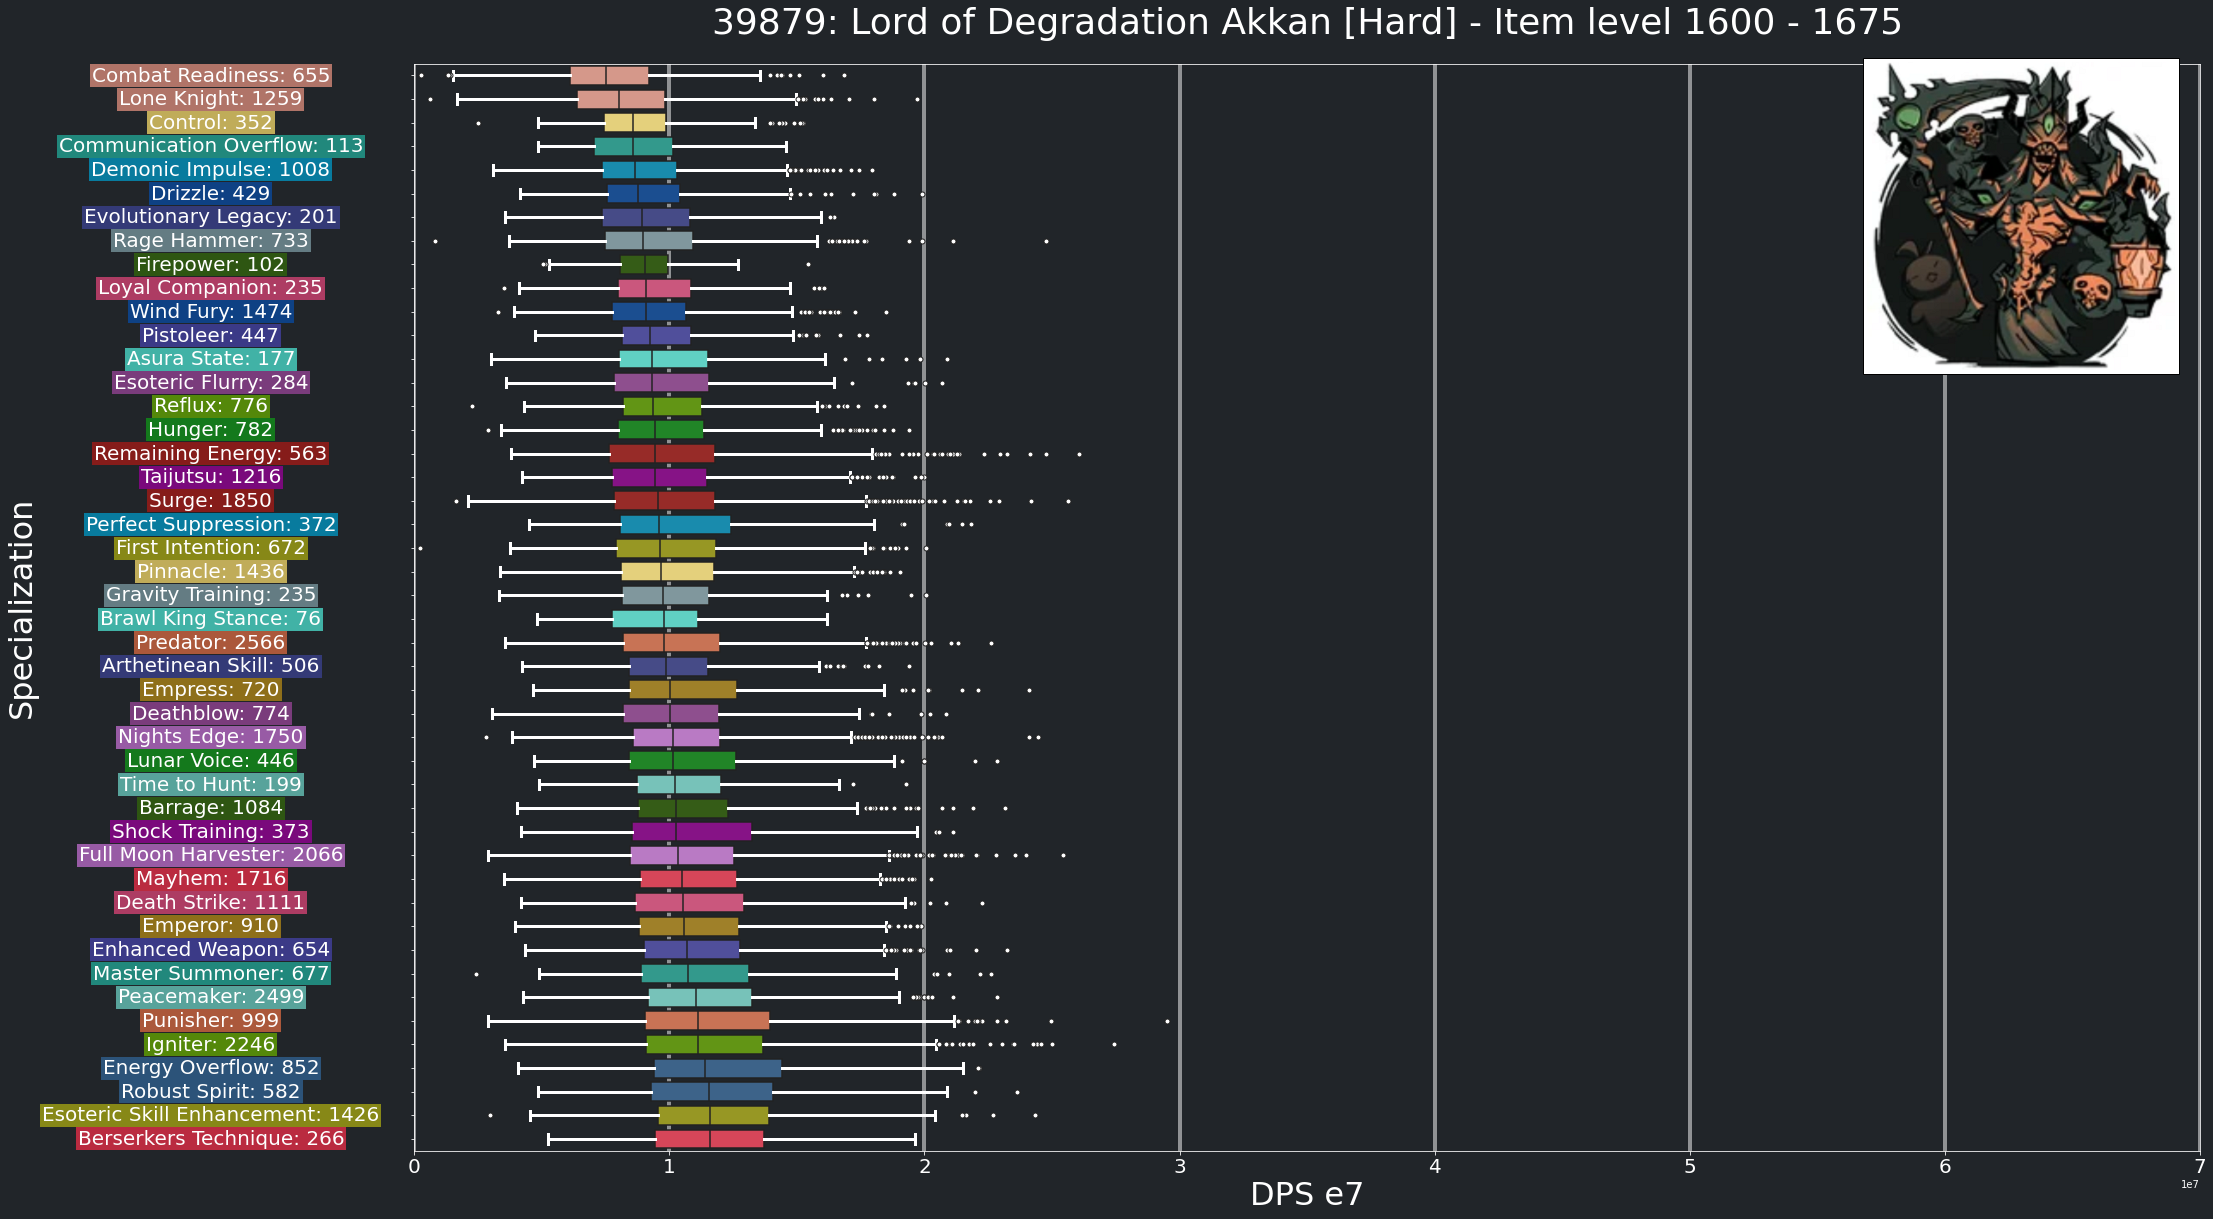 39879: Lord of Degradation Akkan [Hard] - Item level 1600 - 1675
Combat Readiness: 655
Lone Knight: 1259
Control: 352
Communication Overflow: 113
Demonic Impulse: 1008
Drizzle: 429
Evolutionary Legacy: 201
Rage Hammer: 733
Firepower: 102
Loyal Companion: 235
Wind Fury: 1474
Pistoleer: 447
Asura State: 177
Esoteric Flurry: 284
Reflux: 776
Hunger: 782
Remaining Energy: 563
Taijutsu: 1216
Surge: 1850
Perfect Suppression: 372
First Intention: 672
Pinnacle: 1436
Gravity Training: 235
Brawl King Stance: 76
Predator: 2566
Arthetinean Skill: 506
Empress: 720
Deathblow: 774
Nights Edge: 1750
Lunar Voice: 446
Time to Hunt: 199
Barrage: 1084
Shock Training: 373
Full Moon Harvester: 2066
Mayhem: 1716
Death Strike: 1111
Emperor: 910
Enhanced Weapon: 654
Master Summoner: 677
Peacemaker: 2499
Punisher: 999
Igniter: 2246
Energy Overflow: 852
Robust Spirit: 582
Esoteric Skill Enhancement: 1426
Berserkers Technique: 266
Specialization
0 1 2 3 4 5 6 7
1e7
DPS e7